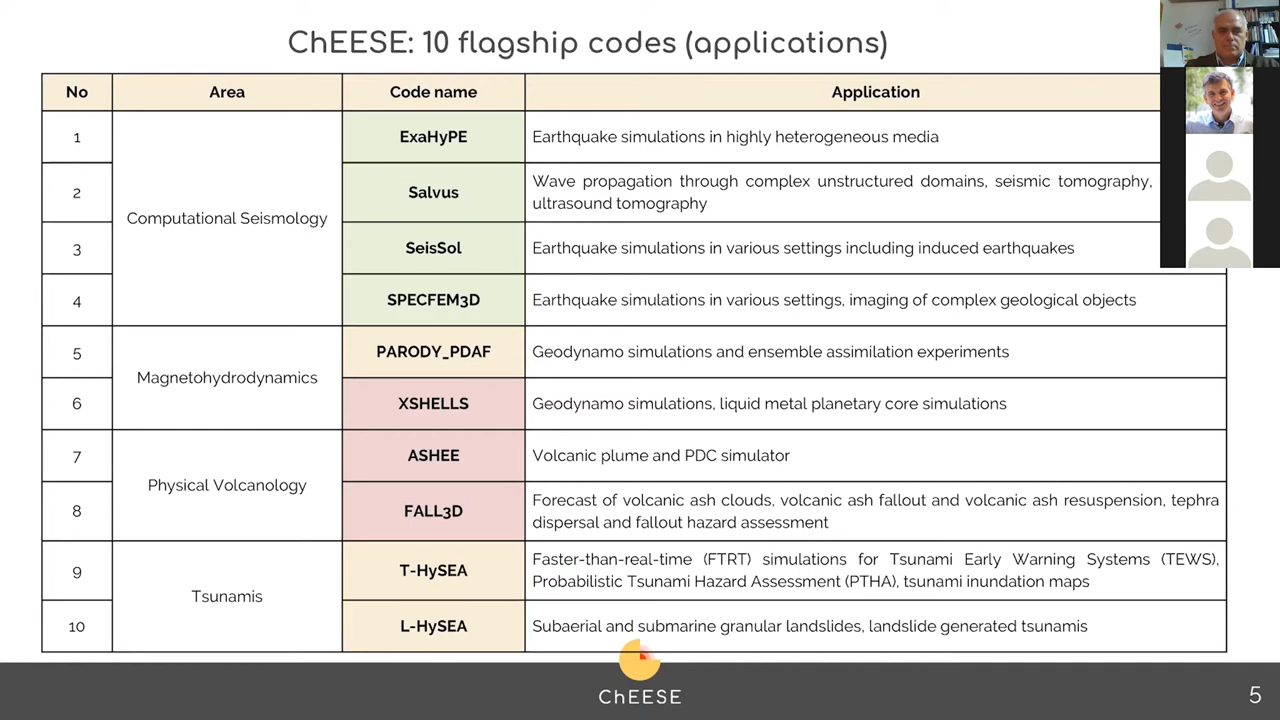 ChEESE: 10 flagship codes (applications)
No Area Code name Application
1 ExaHyPE Earthquake simulations in highly heterogeneous media
Computational Seismology
2 Salvus Wave propagation through complex unstructured domains, seismic tomography,
ultrasound tomography
3 SeisSol Earthquake simulations in various settings including induced earthquakes
4 SPECFEM3D Earthquake simulations in various settings, imaging of complex geological objects
Magnetohydrodynamics
5 PARODY_PDAF Geodynamo simulations and ensemble assimilation experiments
6 XSHELLS Geodynamo simulations, liquid metal planetary core simulations
Physical Volcanology
7 ASHEE Volcanic plume and PDC simulator
8 FALL3D Forecast of volcanic ash clouds, volcanic ash fallout and volcanic ash resuspension, tephra
dispersal and fallout hazard assessment
Tsunamis
9 T-HySEA Faster-than-real-time (FTRT) simulations for Tsunami Early Warning Systems (TEWS),
Probabilistic Tsunami Hazard Assessment (PTHA), tsunami inundation maps
10 L-HySEA Subaerial and submarine granular landslides, landslide generated tsunamis
ChEESE
5